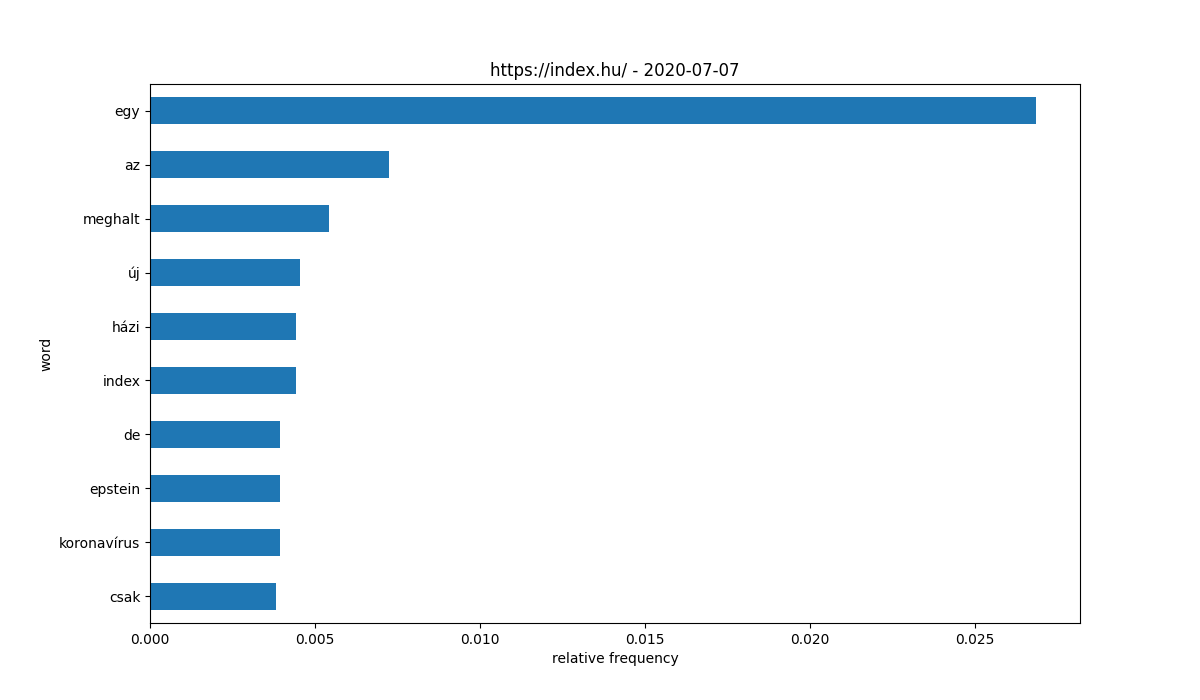 https://index.hu/ - 2020-07-07
egy
az
meghalt
új
házi
index
de
epstein
koronavírus
csak
word
0.000 0.005 0.010 0.015 0.020 0.025
relative frequency